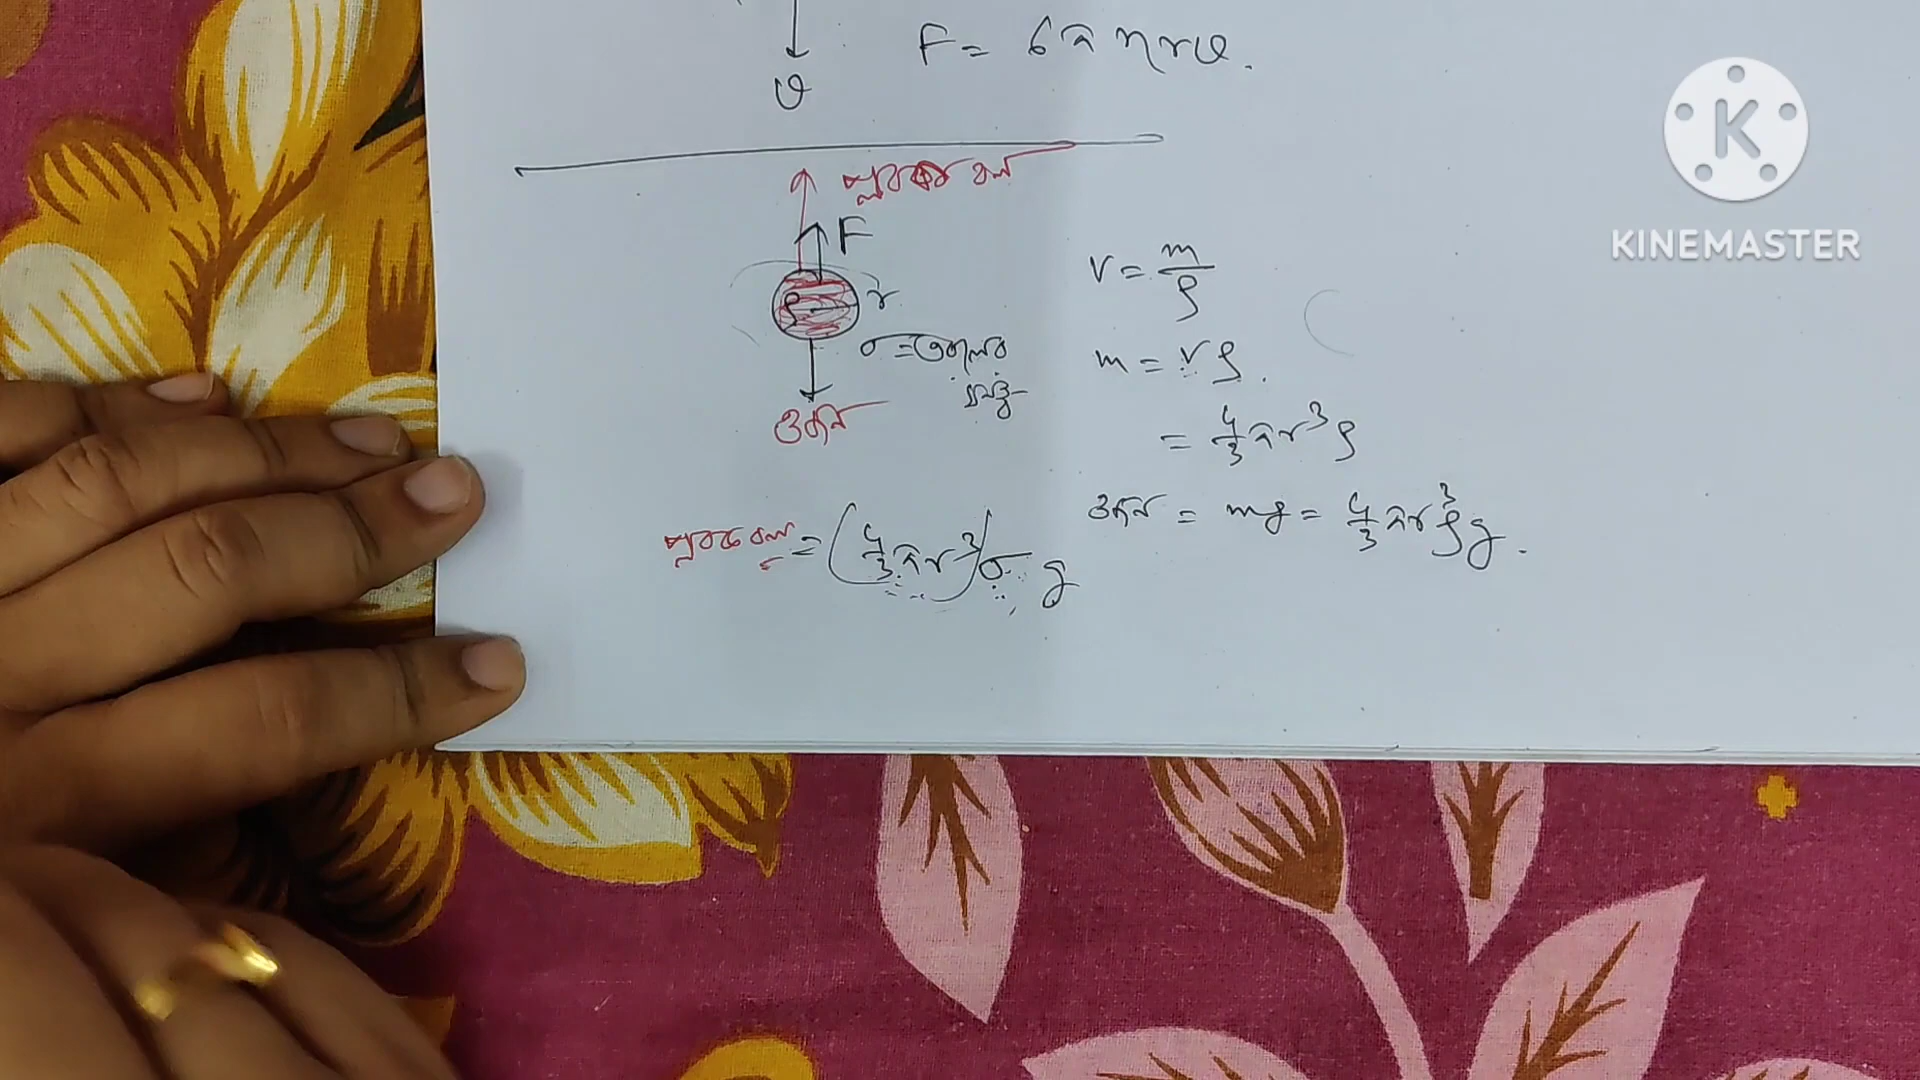 F = 6πηrv.
v
প্লবতা বল
F
ρ
r
σ = তরলের
ঘনত্ব
ওজন
V = m/ρ
m = Vρ.
= 4/3 πr³ρ
ওজন = mg = 4/3 πr³ρg.
প্লবতা বল = (4/3 πr³)σ g
K
KINEMASTER